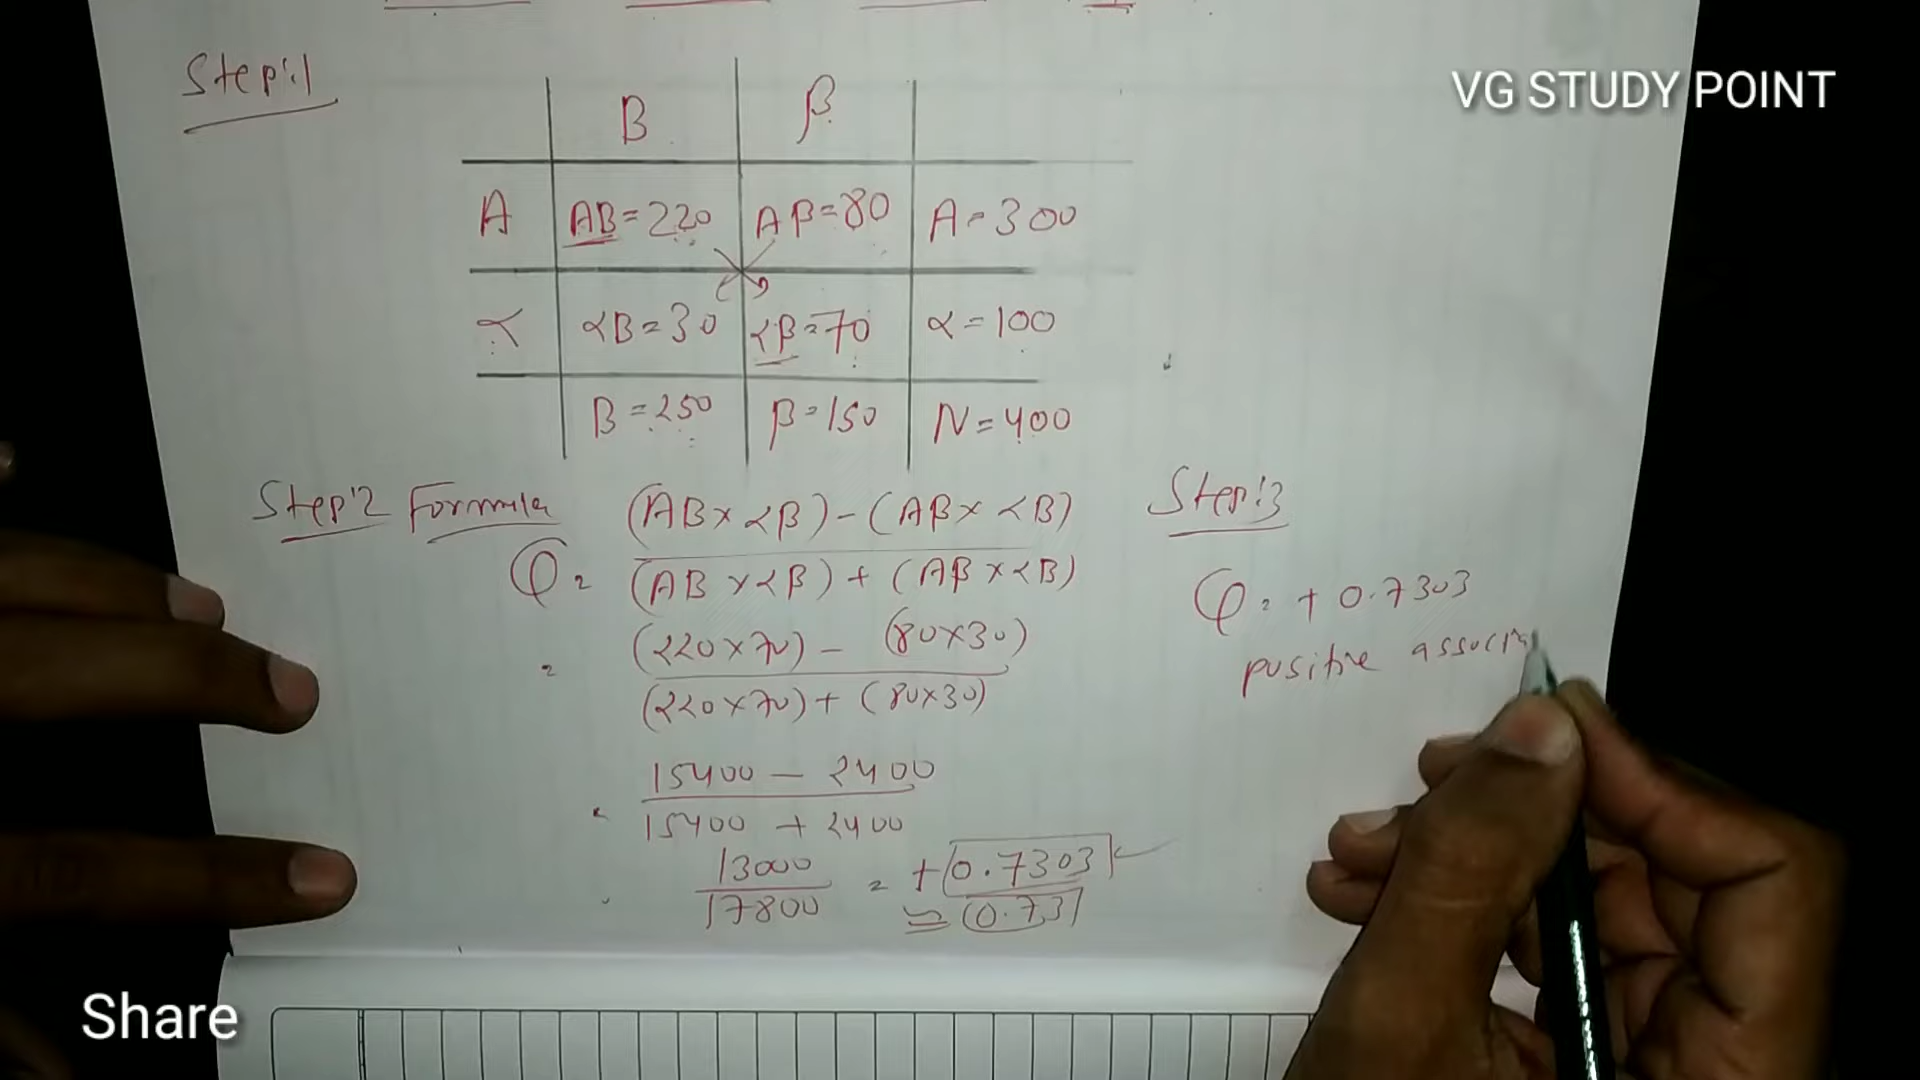 VG STUDY POINT
Step:1
B β
A AB=220 Aβ=80 A=300
α αB=30 αβ=70 α=100
B=250 β=150 N=400
Step:2 Formula
Q = (AB×αβ)-(Aβ×αB)
(AB×αβ)+(Aβ×αB)
= (220×70)-(80×30)
(220×70)+(80×30)
= 15400-2400
15400+2400
13000
17800
= +0.7303
≈ 0.73
Step:3
Q = +0.7303
positive
Share